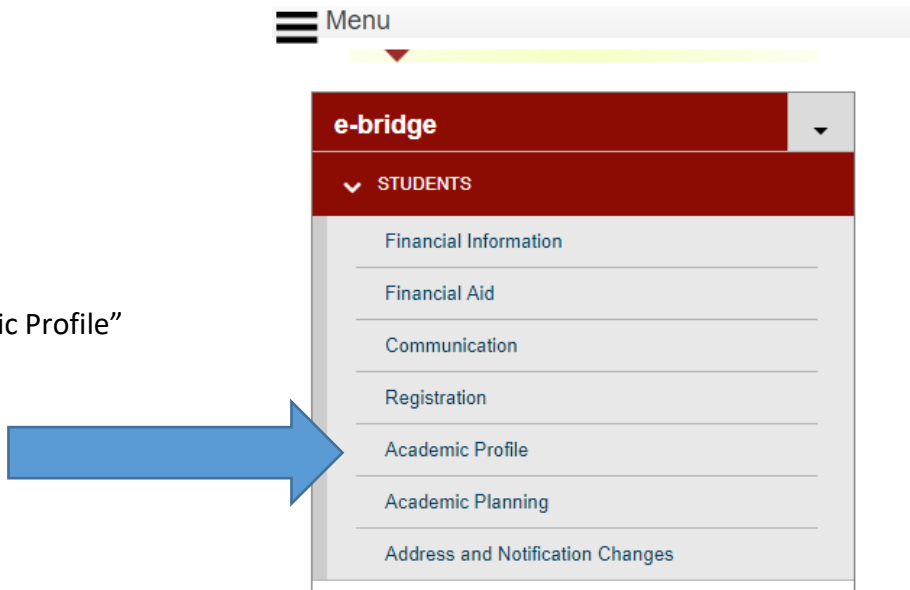 Menu
e-bridge
STUDENTS
Financial Information
Financial Aid
ic Profile”
Communication
Registration
Academic Profile
Academic Planning
Address and Notification Changes